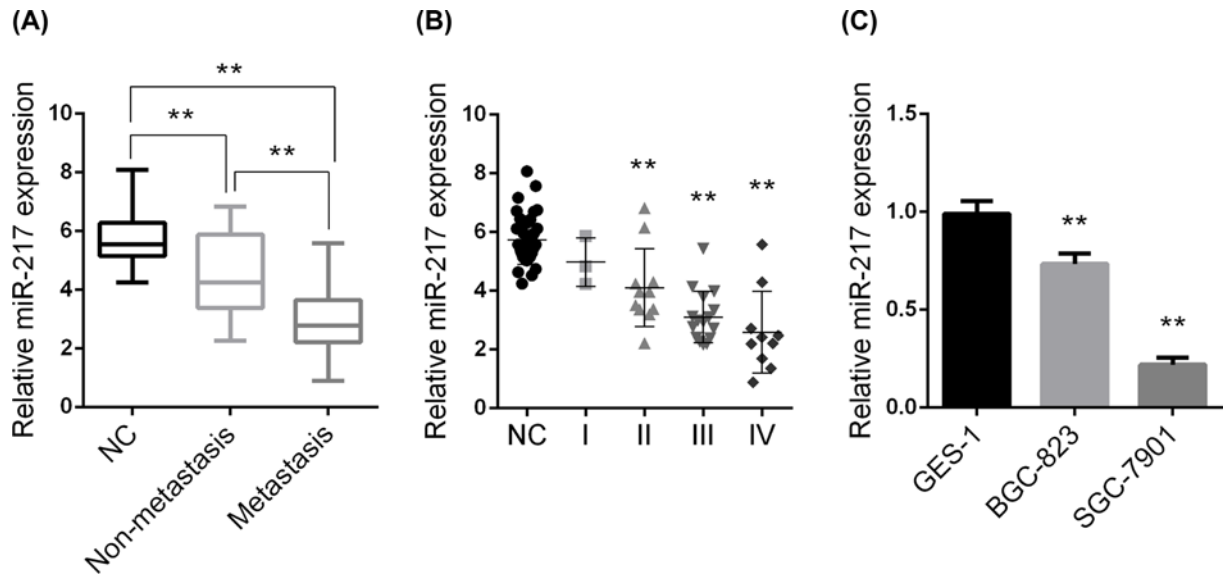 (A)
Relative miR-217 expression
10
8
6
4
2
0
**
**
**
NC
Non-metastasis
Metastasis
(B)
Relative miR-217 expression
10
8
6
4
2
0
**
**
**
NC I II III IV
(C)
Relative miR-217 expression
1.5
1.0
0.5
0.0
**
**
GES-1
BGC-823
SGC-7901